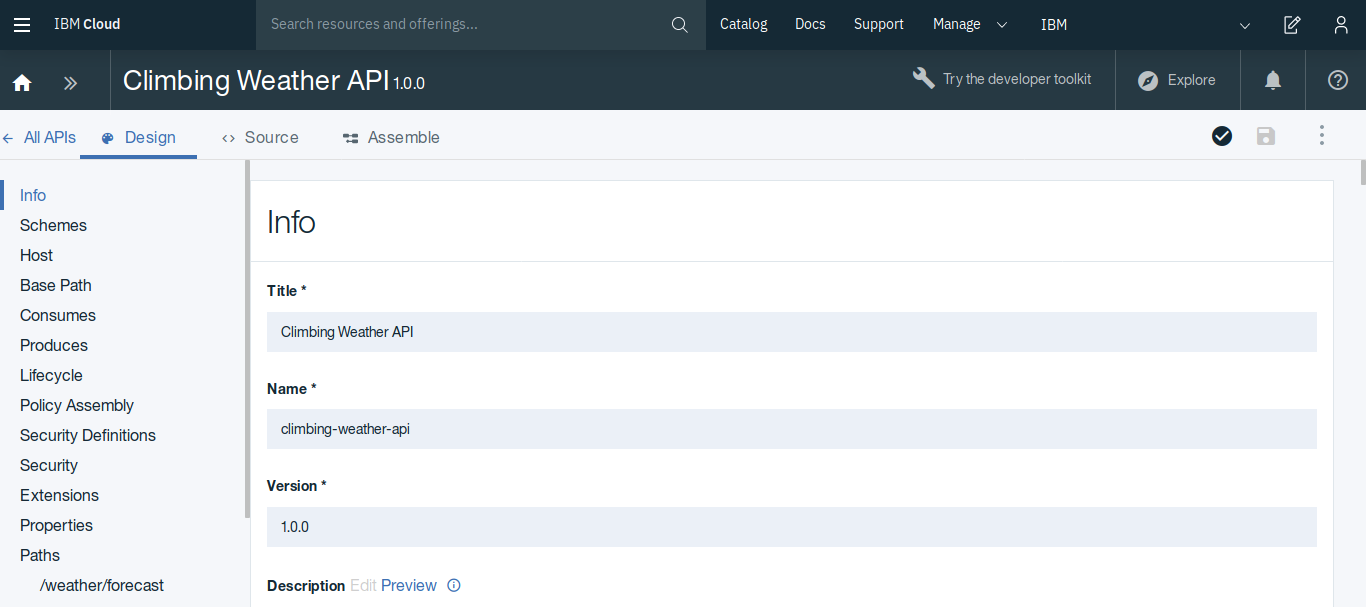 IBM Cloud
Search resources and offerings...
Catalog Docs Support Manage IBM
Climbing Weather API 1.0.0
Try the developer toolkit
Explore
All APIs Design Source Assemble
Info
Schemes
Host
Base Path
Consumes
Produces
Lifecycle
Policy Assembly
Security Definitions
Security
Extensions
Properties
Paths
/weather/forecast
Info
Title *
Climbing Weather API
Name *
climbing-weather-api
Version *
1.0.0
Description Edit Preview